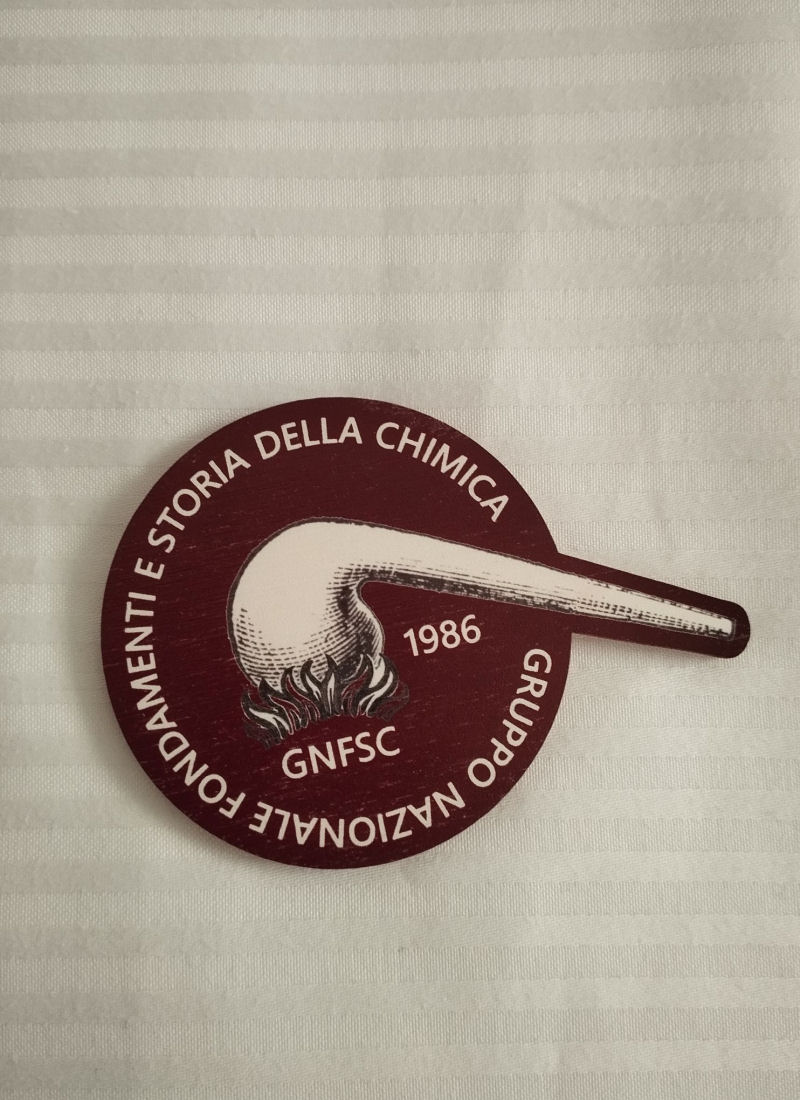 GRUPPO NAZIONALE FONDAMENTI E STORIA DELLA CHIMICA
1986
GNFSC